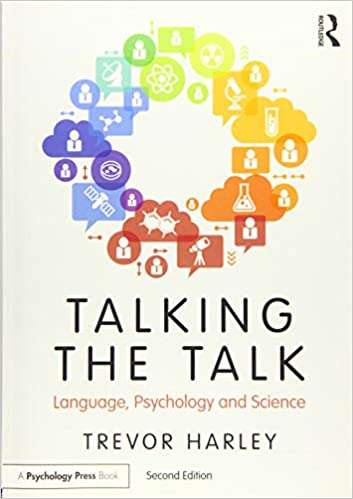 ROUTLEDGE
TALKING
THE TALK
Language, Psychology and Science
TREVOR HARLEY
A Psychology Press Book
Second Edition